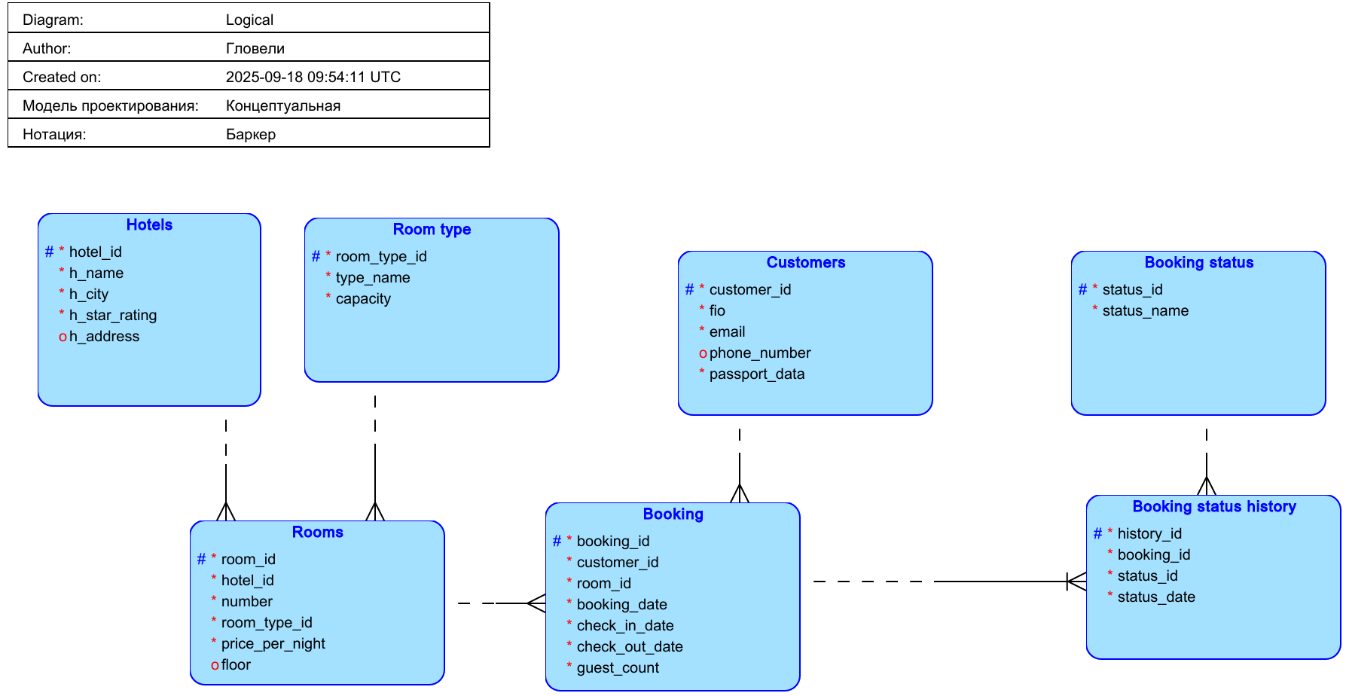 Diagram: Logical
Author: Гловели
Created on: 2025-09-18 09:54:11 UTC
Модель проектирования: Концептуальная
Нотация: Баркер
Hotels
# * hotel_id
* h_name
* h_city
* h_star_rating
o h_address
Room type
# * room_type_id
* type_name
* capacity
Customers
# * customer_id
* fio
* email
o phone_number
* passport_data
Booking status
# * status_id
* status_name
Rooms
# * room_id
* hotel_id
* number
* room_type_id
* price_per_night
o floor
Booking
# * booking_id
* customer_id
* room_id
* booking_date
* check_in_date
* check_out_date
* guest_count
Booking status history
# * history_id
* booking_id
* status_id
* status_date